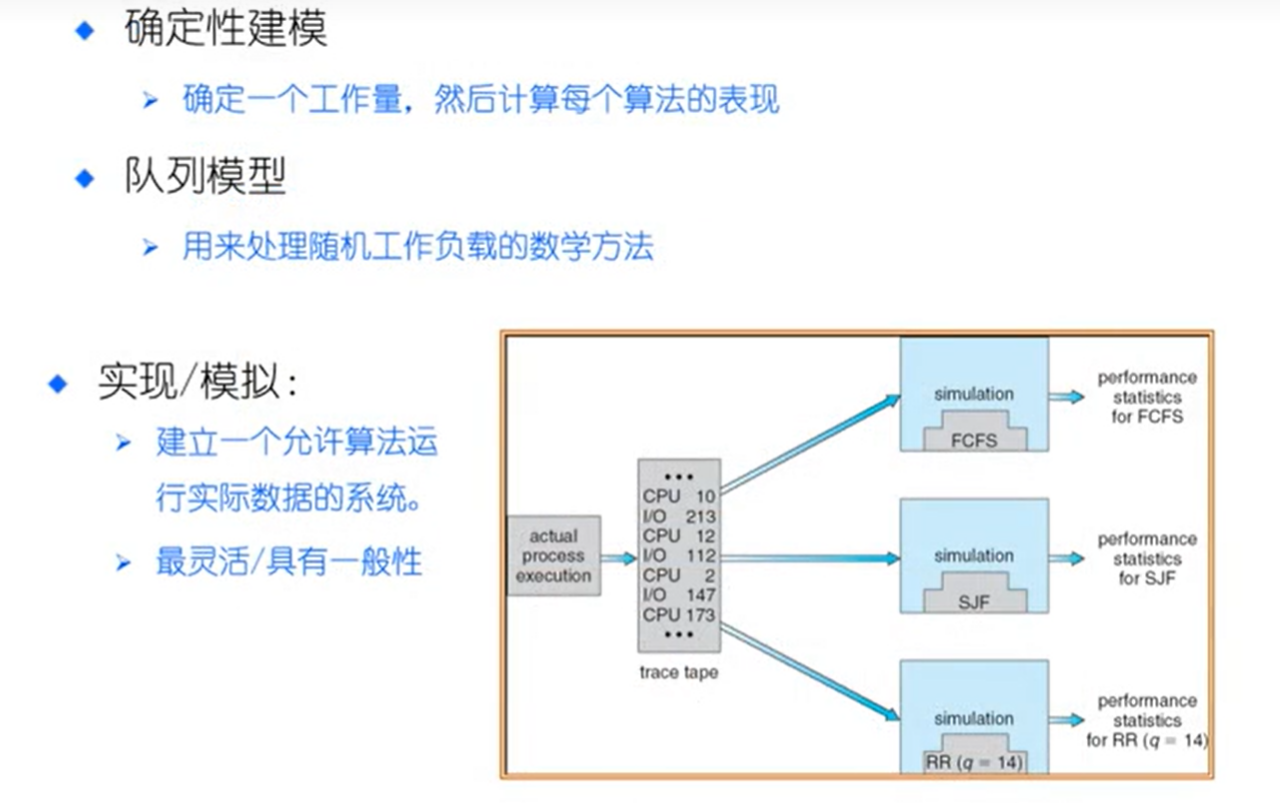 确定性建模
确定一个工作量，然后计算每个算法的表现
队列模型
用来处理随机工作负载的数学方法
实现/模拟：
建立一个允许算法运
行实际数据的系统。
最灵活/具有一般性
actual
process
execution
•••
CPU 10
I/O 213
CPU 12
I/O 112
CPU 2
I/O 147
CPU 173
•••
trace tape
simulation
FCFS
performance
statistics
for FCFS
simulation
SJF
performance
statistics
for SJF
simulation
RR (q = 14)
performance
statistics
for RR (q = 14)